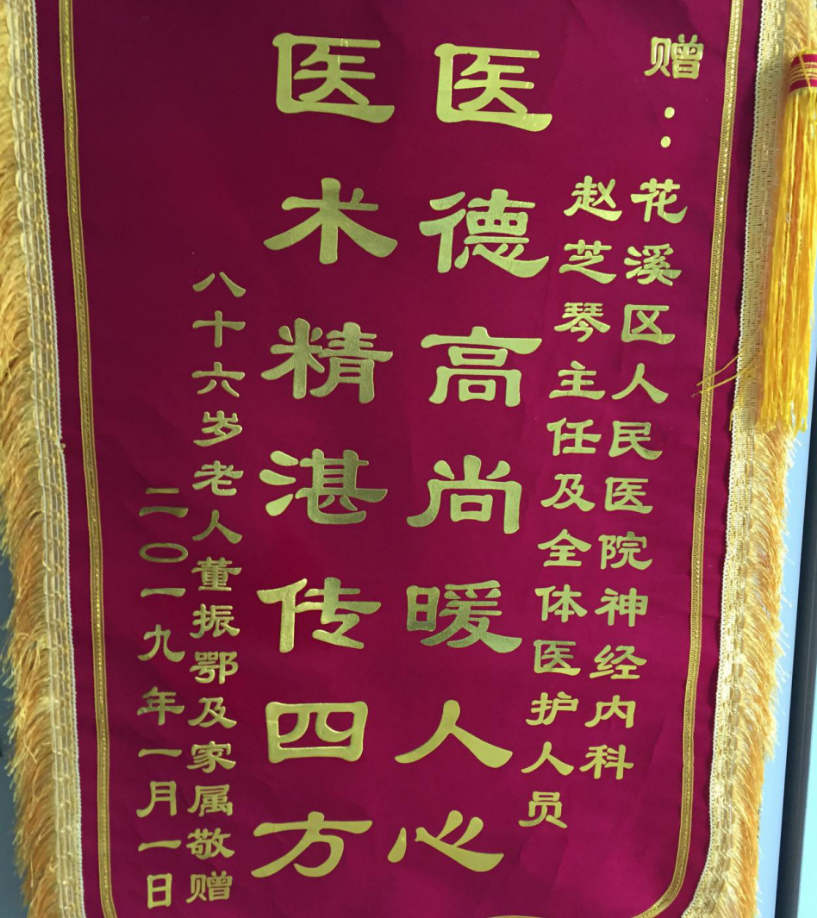 赠：花溪区人民医院神经内科
赵芝琴主任及全体医护人员
医德高尚暖人心
医术精湛传四方
八十六岁老人董振鄂及家属敬赠
二〇一九年一月一日